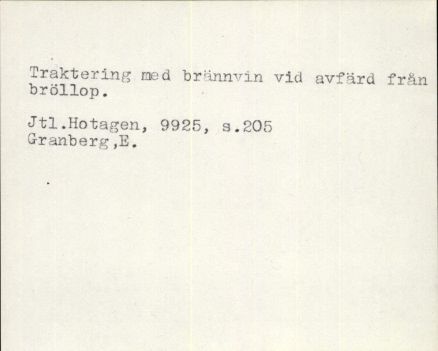 Traktering med brännvin vid avfärd från
bröllop.
Jtl.Hotagen, 9925, s.205
Granberg,E.